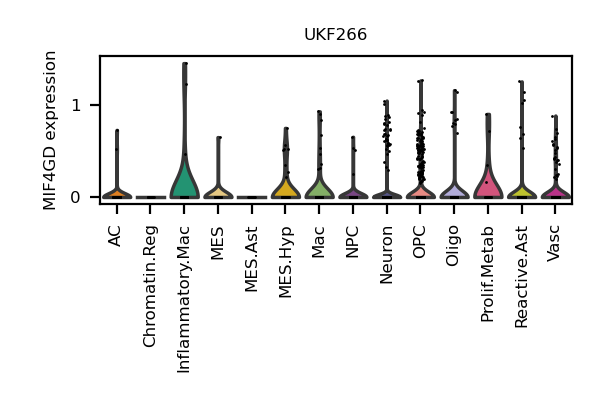 UKF266
MIF4GD expression
1
0
AC
Chromatin.Reg
Inflammatory.Mac
MES
MES.Ast
MES.Hyp
Mac
NPC
Neuron
OPC
Oligo
Prolif.Metab
Reactive.Ast
Vasc